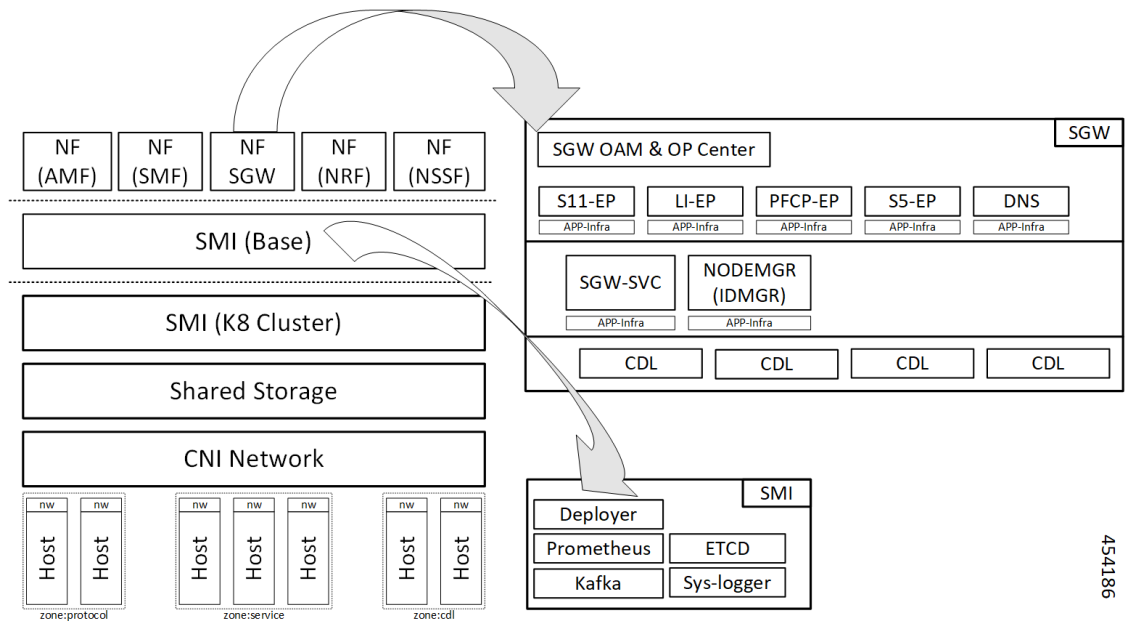 NF
(AMF)
NF
(SMF)
NF
SGW
NF
(NRF)
NF
(NSSF)
SMI (Base)
SMI (K8 Cluster)
Shared Storage
CNI Network
nw
Host
nw
Host
zone:protocol
nw
Host
nw
Host
nw
Host
zone:service
nw
Host
nw
Host
zone:cdl
SGW
SGW OAM & OP Center
S11-EP
APP-Infra
LI-EP
APP-Infra
PFCP-EP
APP-Infra
S5-EP
APP-Infra
DNS
APP-Infra
SGW-SVC
APP-Infra
NODEMGR
(IDMGR)
APP-Infra
CDL
CDL
CDL
CDL
SMI
Deployer
Prometheus
ETCD
Kafka
Sys-logger
454186